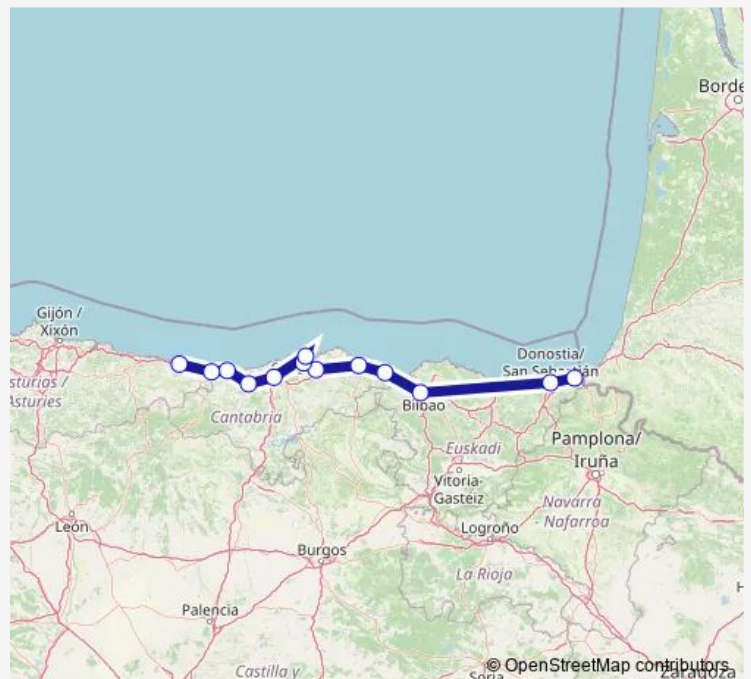 Borde
Gijón /
Xixón
asturias /
Asturies
Donostia/
San Sebastián
Cantabria
Bilbao
Euskadi
Pamplona/
Iruña
Vitoria-
Gasteiz
Navarra
- Nafarroa
León
Logroño
Burgos
La Rioja
Palencia
H
Castilla y
Soria
Zaragoza
© OpenStreetMap contributors